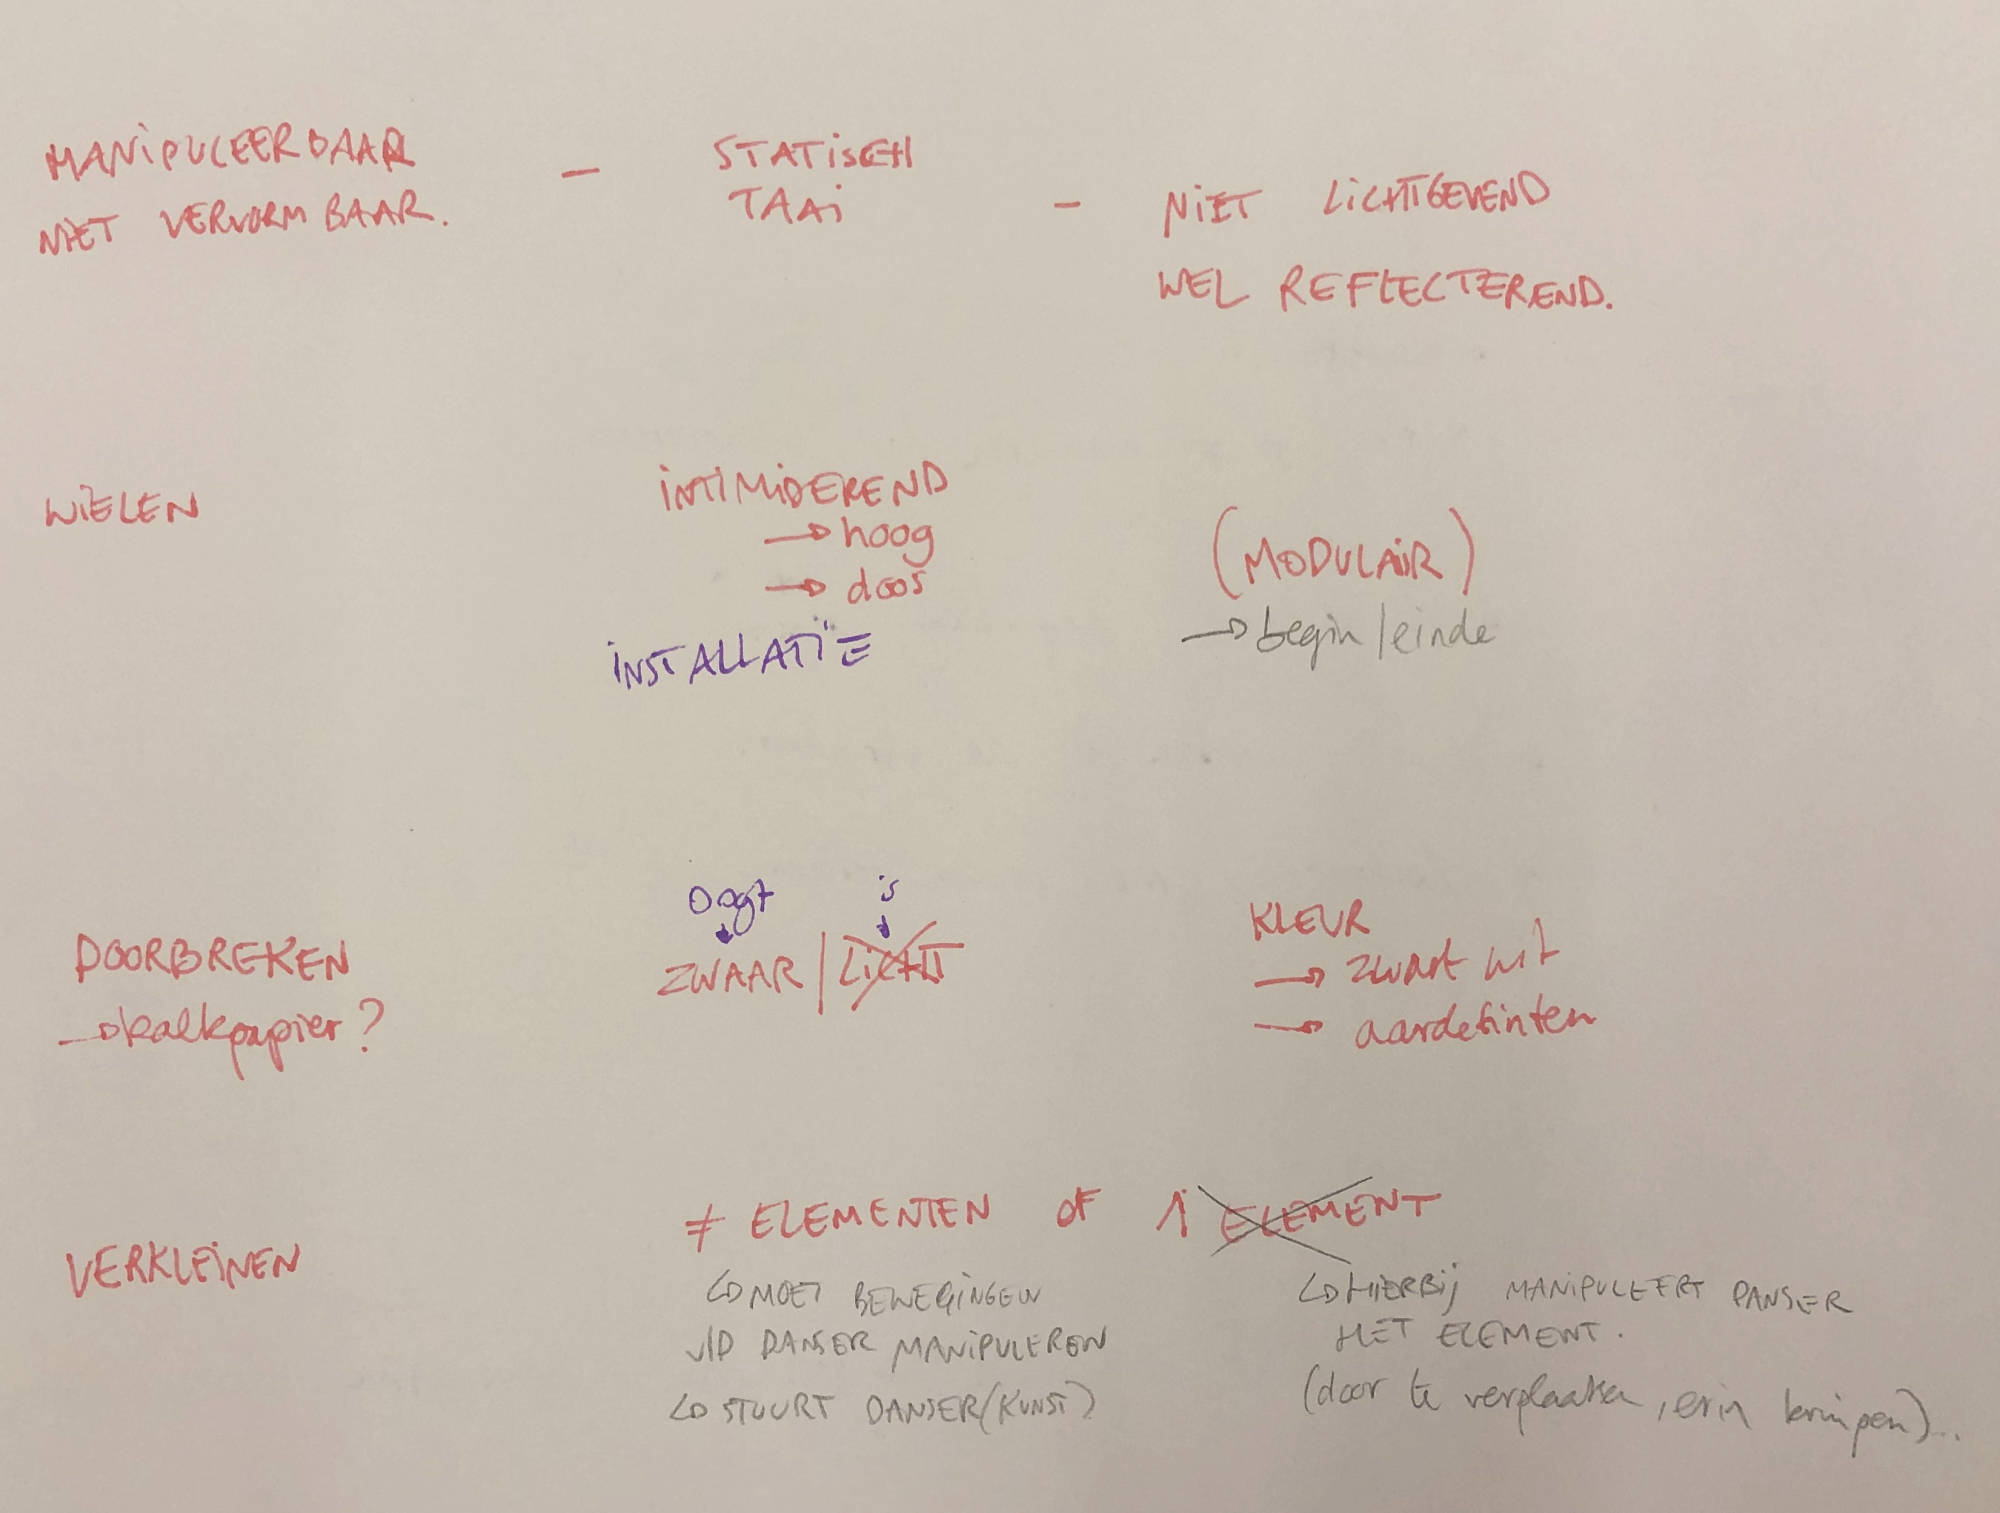 MANIPULEERBAAR - STATISCH
NIET VERVORMBAAR. TAAI - NIET LICHTGEVEND
WEL REFLECTEREND.
WIELEN
INTIMIDEREND
→ hoog
→ doos
INSTALLATIE
(MODULAIR)
→ begin / einde
DOORBREKEN
→ kalkpapier?
oogt is
ZWAAR | LICHT
KLEUR
→ zwart wit
→ aardetinten
VERKLEINEN
≠ ELEMENTEN OF 1 ELEMENT
↳ MOET BEWEGINGEN
V/D DANSER MANIPULEREN
↳ STUURT DANSER (KUNST)
↳ HIERBIJ MANIPULEERT DANSER
HET ELEMENT.
(door te verplaatsen, erin kruipen)...